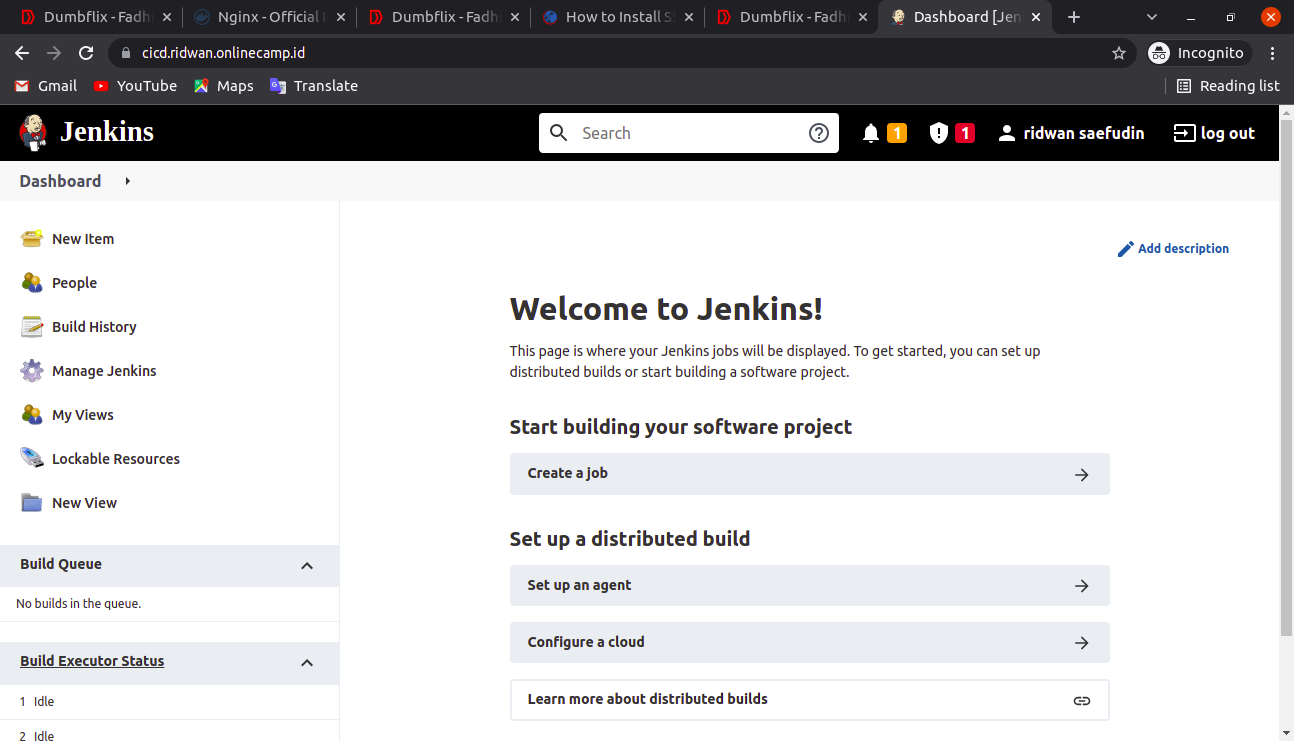 Dumbflix - Fadh
Nginx - Official
Dumbflix - Fadh
How to Install S
Dumbflix - Fadh
Dashboard [Jen
cicd.ridwan.onlinecamp.id
Incognito
Gmail
YouTube
Maps
Translate
Reading list
Jenkins
Search
1
1
ridwan saefudin
log out
Dashboard
New Item
People
Build History
Manage Jenkins
My Views
Lockable Resources
New View
Build Queue
No builds in the queue.
Build Executor Status
1 Idle
2 Idle
Add description
Welcome to Jenkins!
This page is where your Jenkins jobs will be displayed. To get started, you can set up
distributed builds or start building a software project.
Start building your software project
Create a job
Set up a distributed build
Set up an agent
Configure a cloud
Learn more about distributed builds